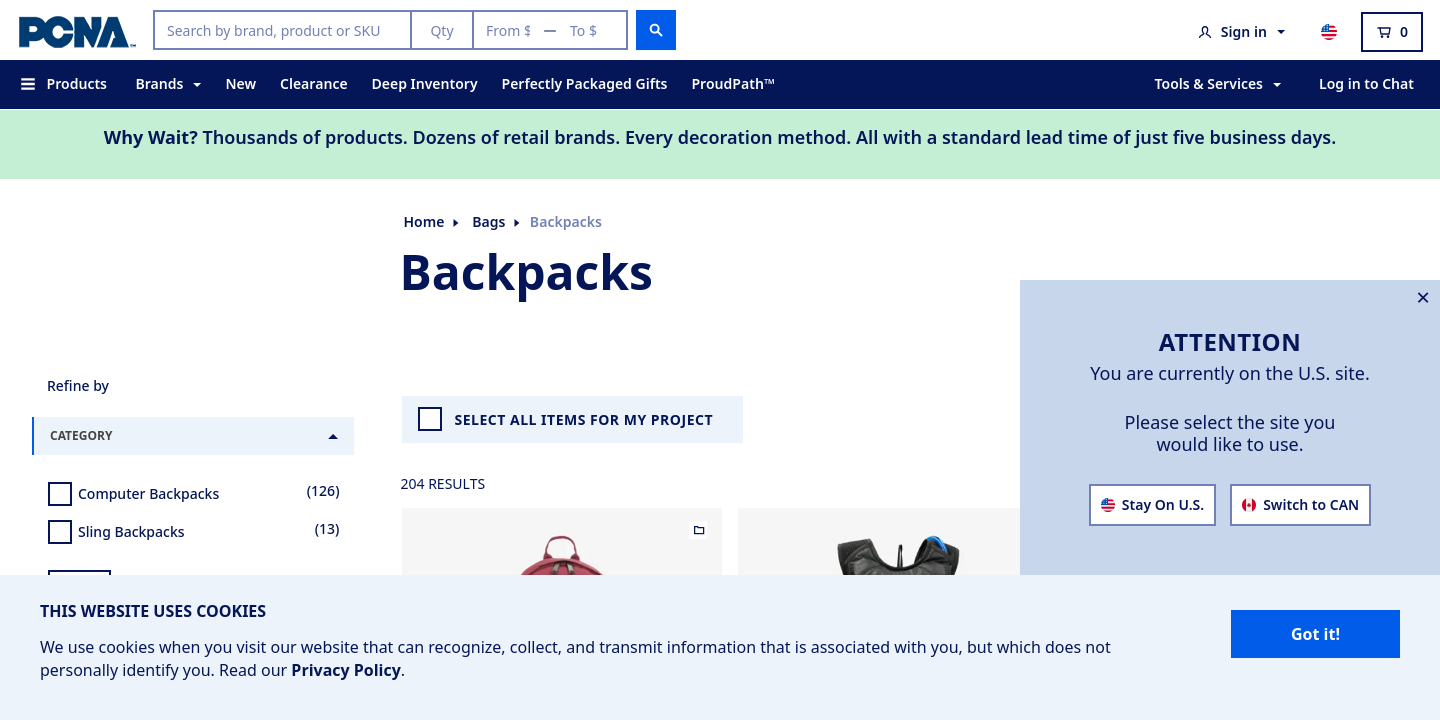 PCNA™
Search by brand, product or SKU
Qty
From $ — To $
Sign in
0
Products
Brands
New
Clearance
Deep Inventory
Perfectly Packaged Gifts
ProudPath™
Tools & Services
Log in to Chat
Why Wait? Thousands of products. Dozens of retail brands. Every decoration method. All with a standard lead time of just five business days.
Home
Bags
Backpacks
Backpacks
ATTENTION
You are currently on the U.S. site.
Please select the site you
would like to use.
Stay On U.S.
Switch to CAN
Refine by
CATEGORY
Computer Backpacks (126)
Sling Backpacks (13)
SELECT ALL ITEMS FOR MY PROJECT
204 RESULTS
THIS WEBSITE USES COOKIES
We use cookies when you visit our website that can recognize, collect, and transmit information that is associated with you, but which does not
personally identify you. Read our Privacy Policy.
Got it!